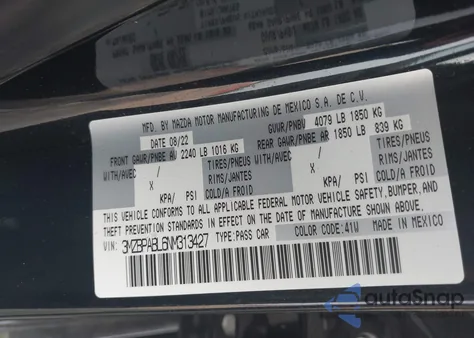 MFD. BY MAZDA MOTOR MANUFACTURING DE MEXICO S.A. DE C.V.
DATE 08/22 GVWR/PNBV 4079 LB 1850 KG
FRONT GAWR/PNBE AV 2240 LB 1016 KG REAR GAWR/PNBE AR 1850 LB 839 KG
WITH/AVEC / TIRES/PNEUS WITH/AVEC / TIRES/PNEUS
X RIMS/JANTES X RIMS/JANTES
KPA/ PSI COLD/A FROID KPA/ PSI COLD/A FROID
THIS VEHICLE CONFORMS TO ALL APPLICABLE FEDERAL MOTOR VEHICLE SAFETY, BUMPER, AND
THEFT PREVENTION STANDARDS IN EFFECT ON THE DATE OF MANUFACTURE SHOWN ABOVE.
VIN: 3MZBPABL6NM313427 TYPE: PASS CAR COLOR CODE: 41W MADE IN MEXICO
autoSnap